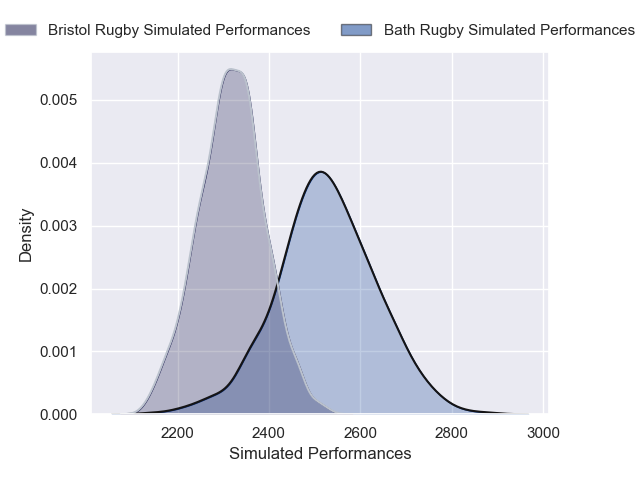 Bristol Rugby Simulated Performances
Bath Rugby Simulated Performances
0.005
0.004
0.003
0.002
0.001
0.000
Density
2200
2400
2600
2800
3000
Simulated Performances